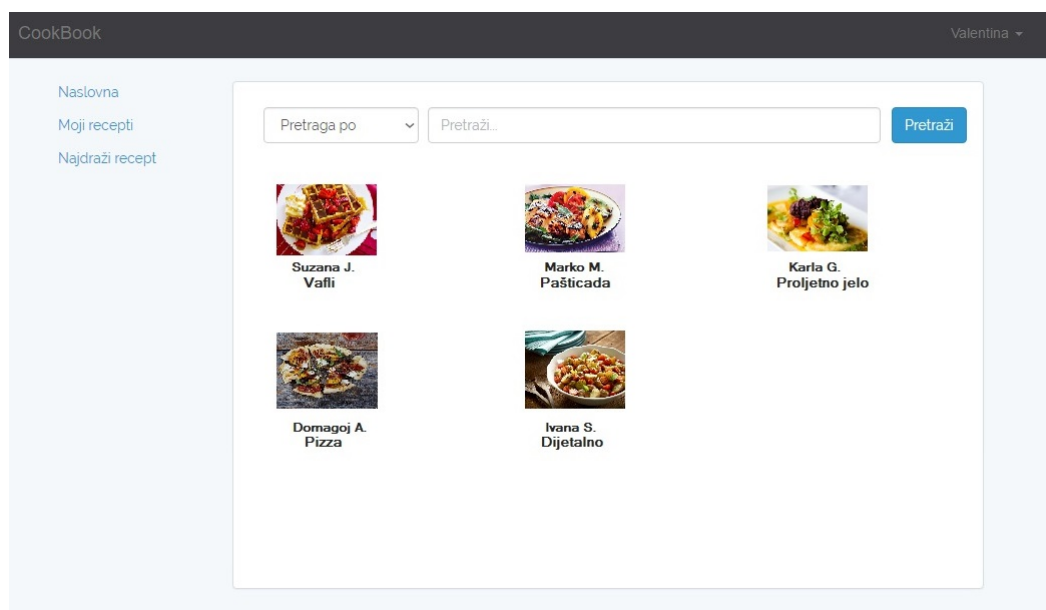 CookBook
Valentina
Naslovna
Moji recepti
Najdraži recept
Pretraga po
Pretraži...
Pretraži
Suzana J.
Vafli
Marko M.
Pašticada
Karla G.
Proljetno jelo
Domagoj A.
Pizza
Ivana S.
Dijetalno